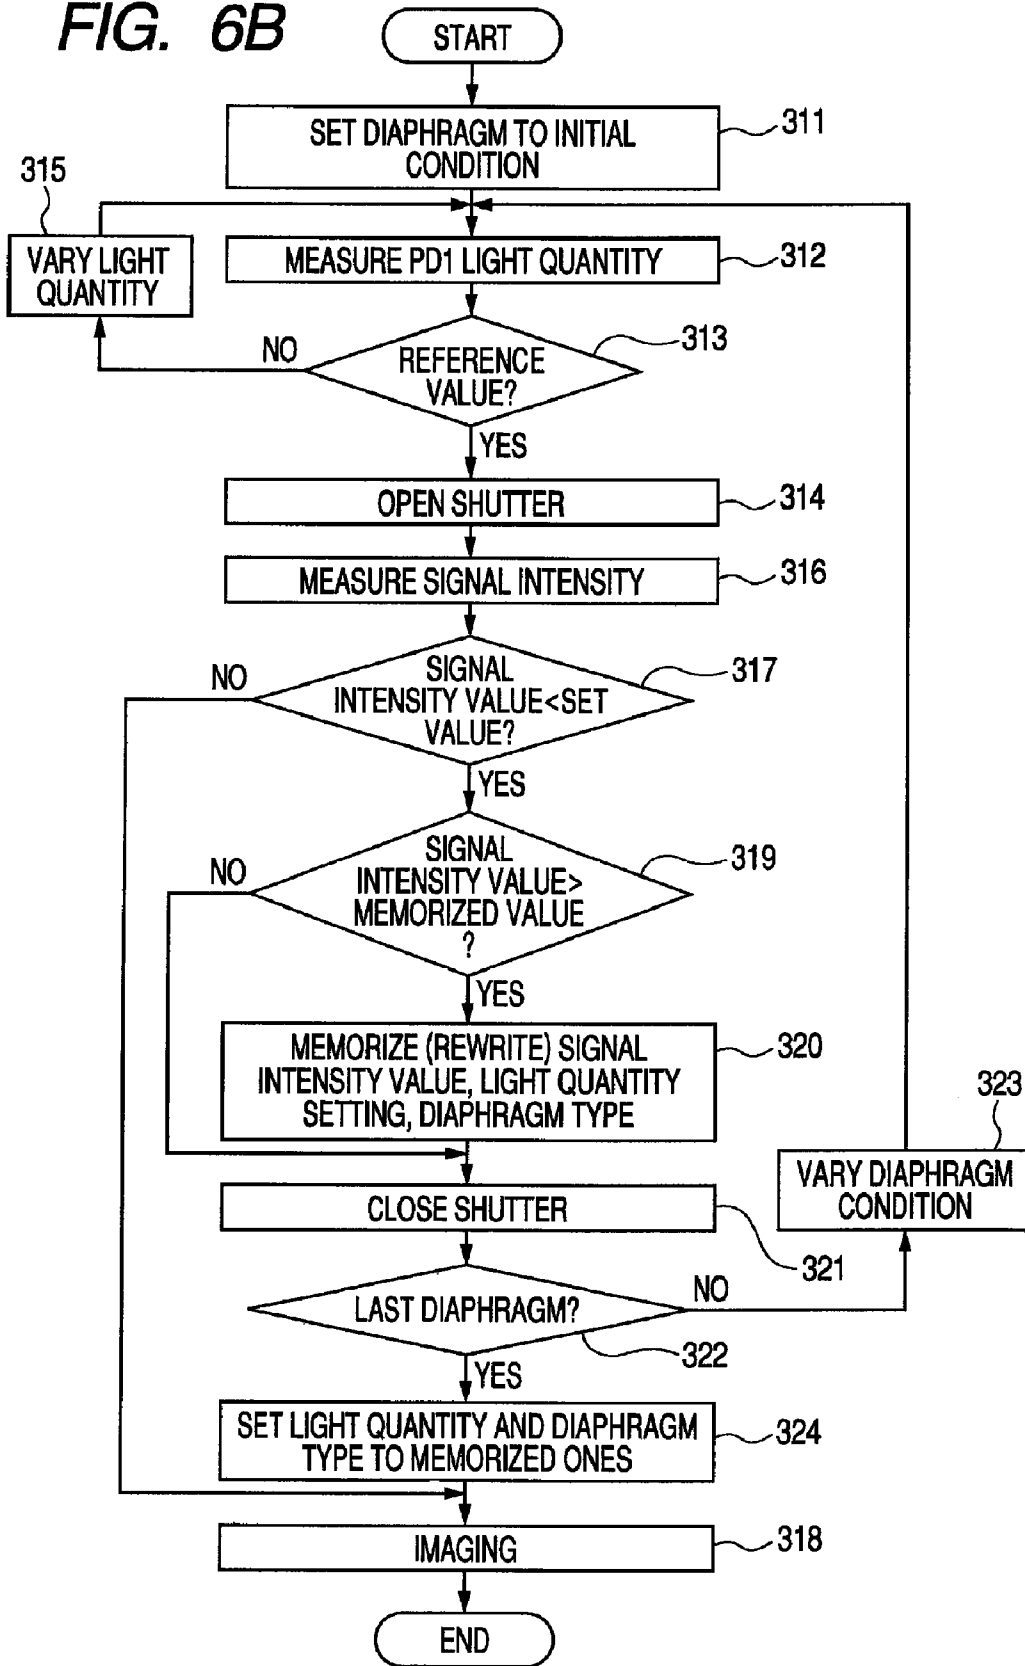 FIG. 6B
START
SET DIAPHRAGM TO INITIAL
CONDITION
311
315
VARY LIGHT
QUANTITY
MEASURE PD1 LIGHT QUANTITY
312
NO
REFERENCE
VALUE?
313
YES
OPEN SHUTTER
314
MEASURE SIGNAL INTENSITY
316
NO
SIGNAL
INTENSITY VALUE<SET
VALUE?
317
YES
NO
SIGNAL
INTENSITY VALUE>
MEMORIZED VALUE
?
319
YES
MEMORIZE (REWRITE) SIGNAL
INTENSITY VALUE, LIGHT QUANTITY
SETTING, DIAPHRAGM TYPE
320
323
VARY DIAPHRAGM
CONDITION
CLOSE SHUTTER
321
LAST DIAPHRAGM?
NO
322
YES
SET LIGHT QUANTITY AND DIAPHRAGM
TYPE TO MEMORIZED ONES
324
IMAGING
318
END